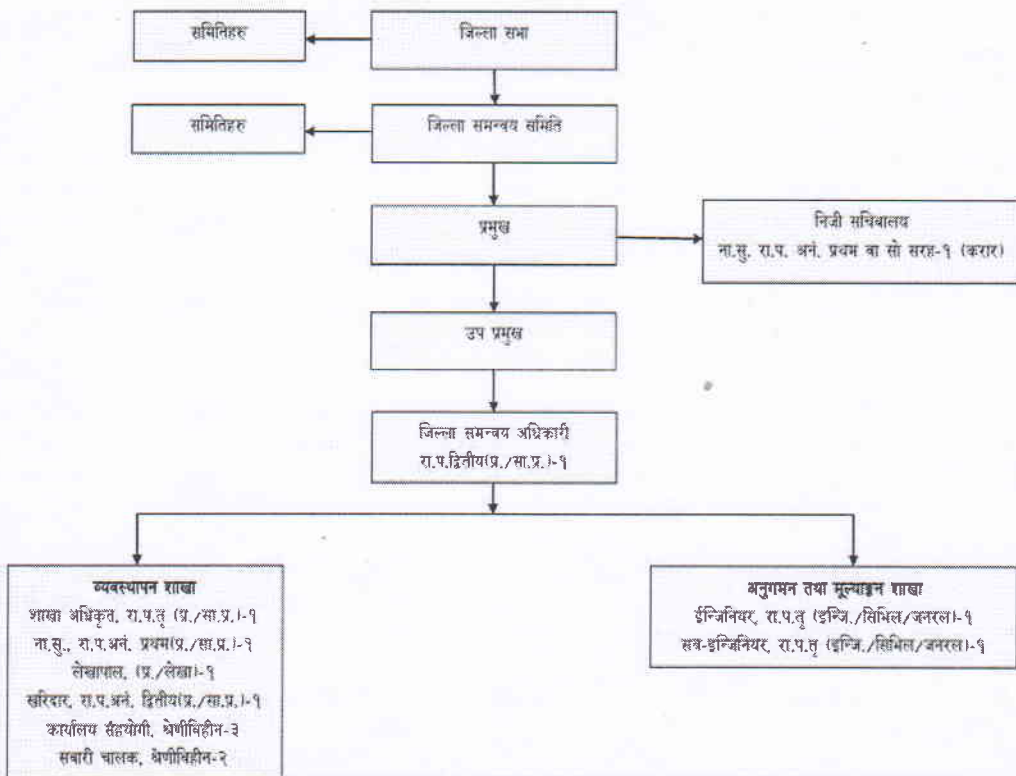 समितिहरु
जिल्ला सभा
समितिहरु
जिल्ला समन्वय समिति
प्रमुख
निजी सचिवालय
ना.सु. रा.प. अनं. प्रथम वा सो सरह-१ (करार)
उप प्रमुख
जिल्ला समन्वय अधिकारी
रा.प.द्वितीय(प्र./सा.प्र.)-१
व्यवस्थापन शाखा
शाखा अधिकृत, रा.प.तृ (प्र./सा.प्र.)-१
ना.सु., रा.प.अनं. प्रथम(प्र./सा.प्र.)-१
लेखापाल, (प्र./लेखा)-१
खरिदार, रा.प.अनं. द्वितीय(प्र./सा.प्र.)-१
कार्यालय सहयोगी, श्रेणीविहीन-३
सवारी चालक, श्रेणीविहीन-२
अनुगमन तथा मूल्याङ्कन शाखा
ईन्जिनियर, रा.प.तृ (इन्जि./सिभिल/जनरल)-१
सव-इन्जिनियर, रा.प.तृ (इन्जि./सिभिल/जनरल)-१